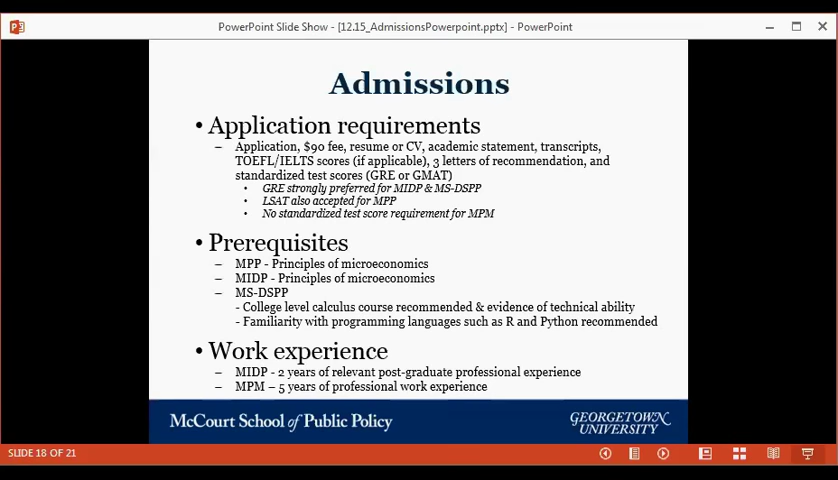 PowerPoint Slide Show - [12.15_AdmissionsPowerpoint.pptx] - PowerPoint
Admissions
• Application requirements
– Application, $90 fee, resume or CV, academic statement, transcripts,
TOEFL/IELTS scores (if applicable), 3 letters of recommendation, and
standardized test scores (GRE or GMAT)
• GRE strongly preferred for MIDP & MS-DSPP
• LSAT also accepted for MPP
• No standardized test score requirement for MPM
• Prerequisites
– MPP - Principles of microeconomics
– MIDP - Principles of microeconomics
– MS-DSPP
- College level calculus course recommended & evidence of technical ability
- Familiarity with programming languages such as R and Python recommended
• Work experience
– MIDP - 2 years of relevant post-graduate professional experience
– MPM – 5 years of professional work experience
McCourt School of Public Policy
GEORGETOWN
UNIVERSITY
SLIDE 18 OF 21